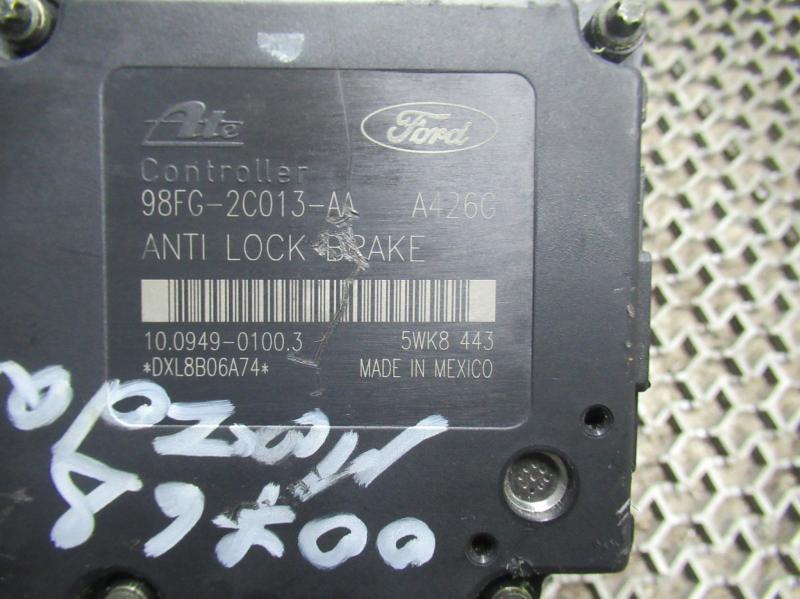 Ate Ford
Controller
98FG-2C013-AA A426G
ANTI LOCK BRAKE
10.0949-0100.3 5WK8 443
*DXL8B06A74* MADE IN MEXICO